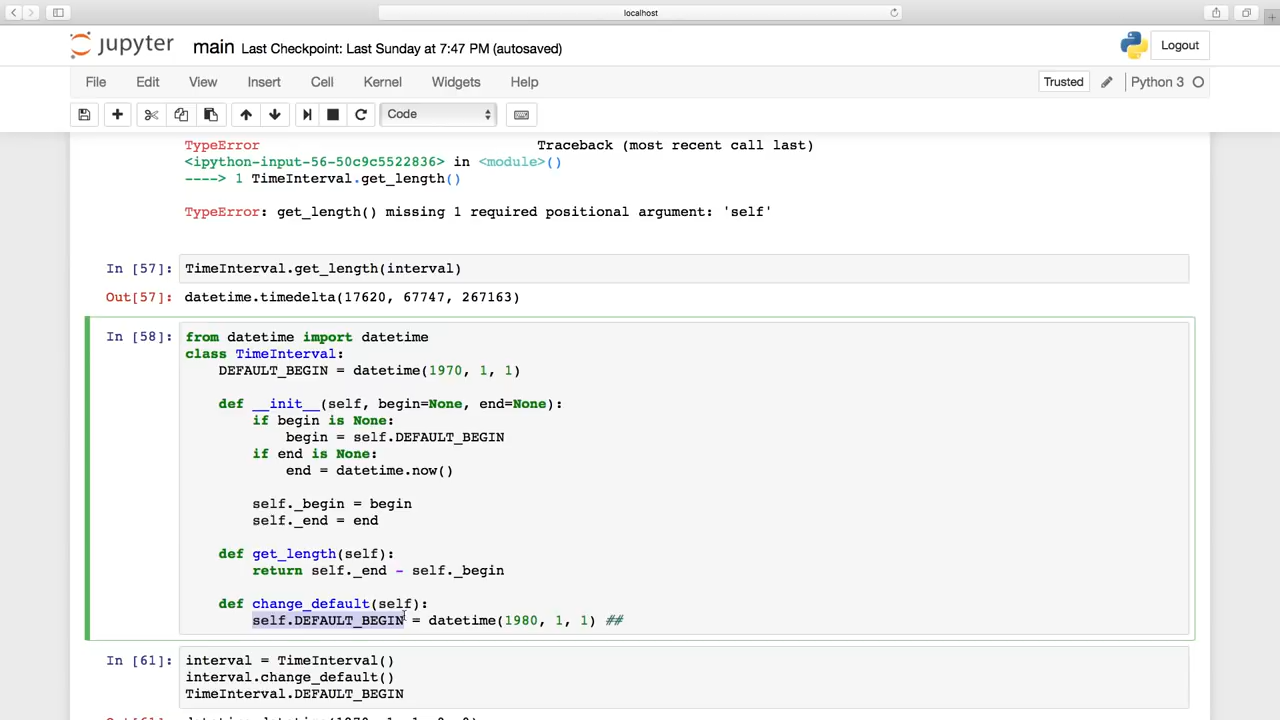 localhost
jupyter main Last Checkpoint: Last Sunday at 7:47 PM (autosaved) Logout
File Edit View Insert Cell Kernel Widgets Help Trusted Python 3
Code
TypeError Traceback (most recent call last)
<ipython-input-56-50c9c5522836> in <module>()
----> 1 TimeInterval.get_length()
TypeError: get_length() missing 1 required positional argument: 'self'
In [57]: TimeInterval.get_length(interval)
Out[57]: datetime.timedelta(17620, 67747, 267163)
In [58]: from datetime import datetime
class TimeInterval:
DEFAULT_BEGIN = datetime(1970, 1, 1)
def __init__(self, begin=None, end=None):
if begin is None:
begin = self.DEFAULT_BEGIN
if end is None:
end = datetime.now()
self._begin = begin
self._end = end
def get_length(self):
return self._end - self._begin
def change_default(self):
self.DEFAULT_BEGIN = datetime(1980, 1, 1) ##
In [61]: interval = TimeInterval()
interval.change_default()
TimeInterval.DEFAULT_BEGIN